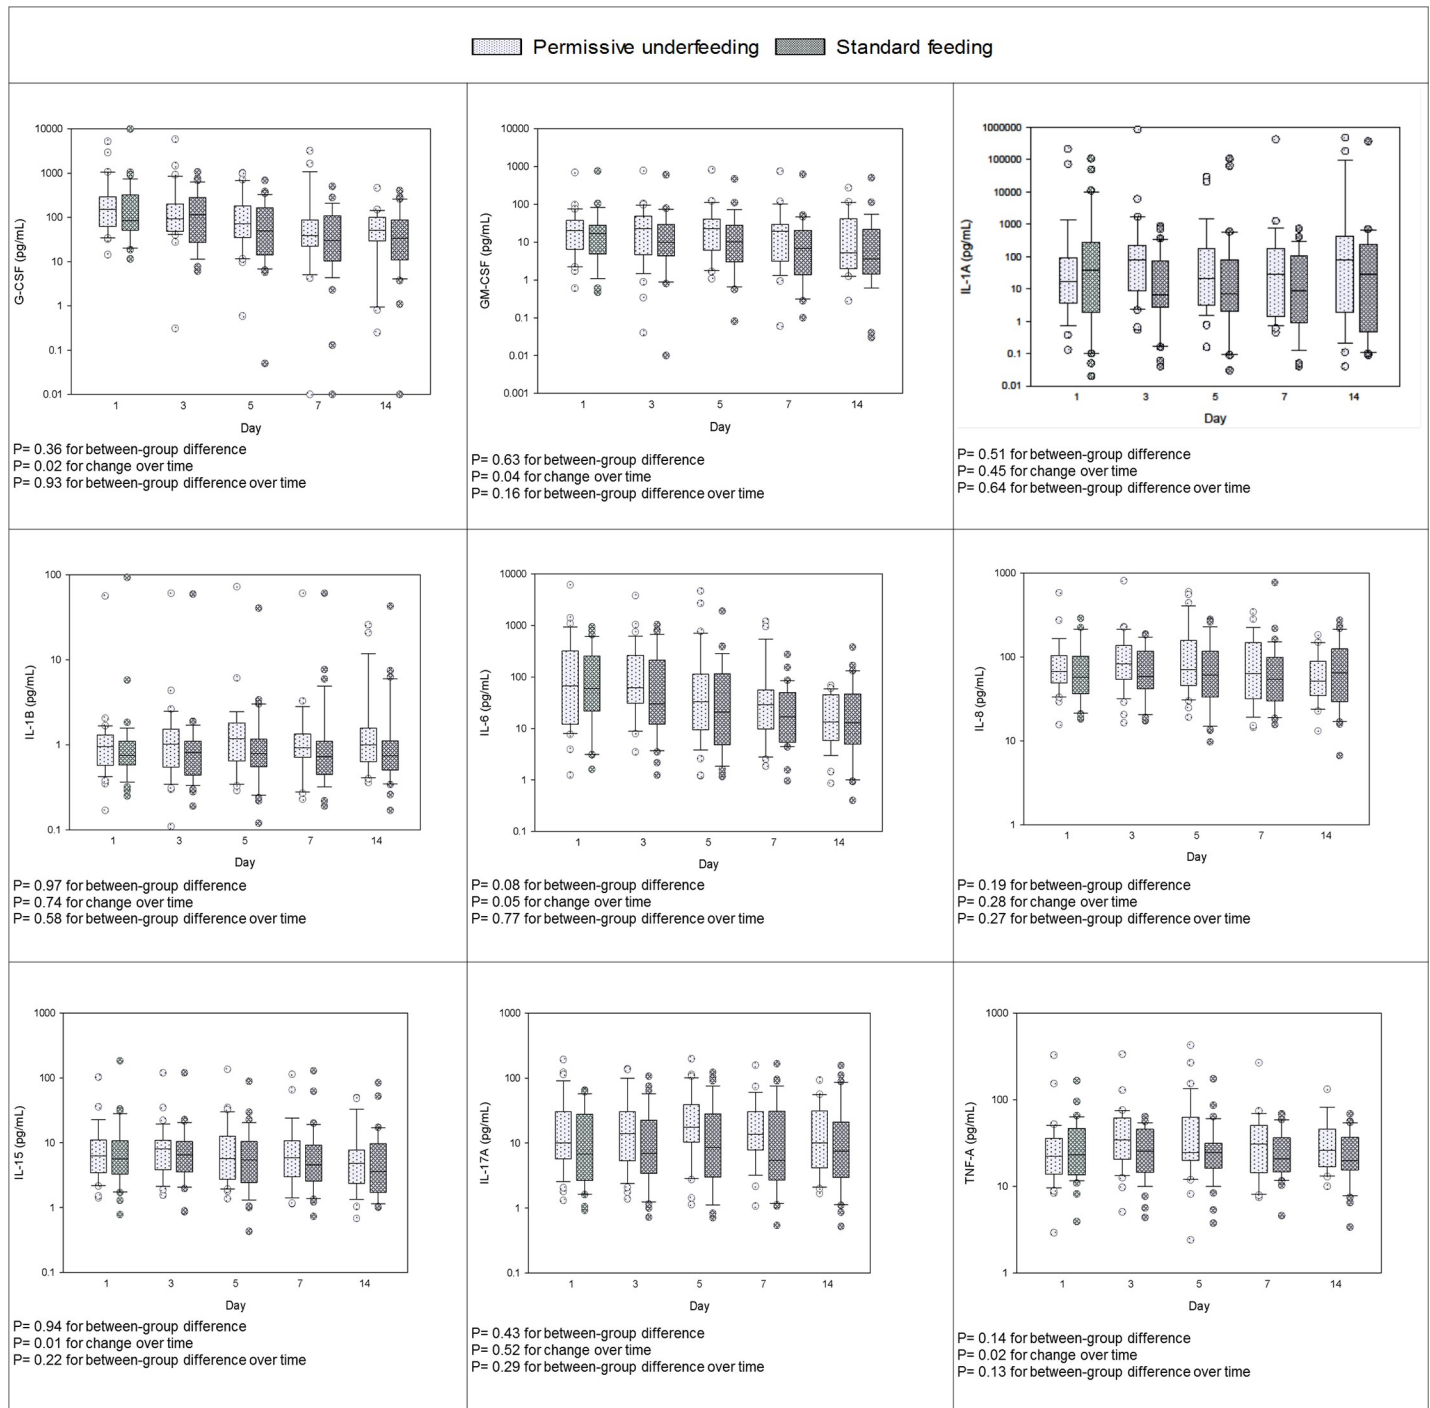 Permissive underfeeding Standard feeding
10000
1000
100
10
1
0.1
0.01
G-CSF (pg/mL)
1 3 5 7 14
Day
P= 0.36 for between-group difference
P= 0.02 for change over time
P= 0.93 for between-group difference over time
10000
1000
100
10
1
0.1
0.01
0.001
GM-CSF (pg/mL)
1 3 5 7 14
Day
P= 0.63 for between-group difference
P= 0.04 for change over time
P= 0.16 for between-group difference over time
1000000
100000
10000
1000
100
10
1
0.1
0.01
IL-1A (pg/mL)
1 3 5 7 14
Day
P= 0.51 for between-group difference
P= 0.45 for change over time
P= 0.64 for between-group difference over time
100
10
1
0.1
IL-1B (pg/mL)
1 3 5 7 14
Day
P= 0.97 for between-group difference
P= 0.74 for change over time
P= 0.58 for between-group difference over time
10000
1000
100
10
1
0.1
IL-6 (pg/mL)
1 3 5 7 14
Day
P= 0.08 for between-group difference
P= 0.05 for change over time
P= 0.77 for between-group difference over time
1000
100
10
1
IL-8 (pg/mL)
1 3 5 7 14
Day
P= 0.19 for between-group difference
P= 0.28 for change over time
P= 0.27 for between-group difference over time
1000
100
10
1
0.1
IL-15 (pg/mL)
1 3 5 7 14
Day
P= 0.94 for between-group difference
P= 0.01 for change over time
P= 0.22 for between-group difference over time
1000
100
10
1
0.1
IL-17A (pg/mL)
1 3 5 7 14
Day
P= 0.43 for between-group difference
P= 0.52 for change over time
P= 0.29 for between-group difference over time
1000
100
10
1
TNF-A (pg/mL)
1 3 5 7 14
Day
P= 0.14 for between-group difference
P= 0.02 for change over time
P= 0.13 for between-group difference over time